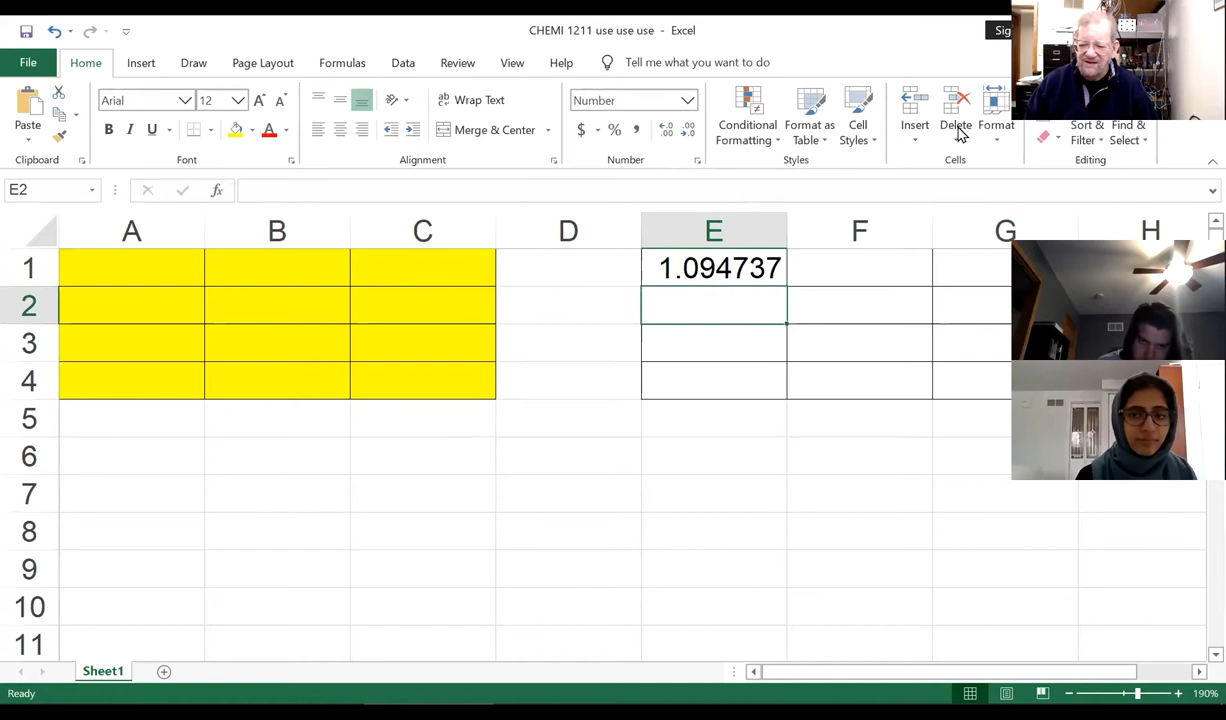 CHEMI 1211 use use use - Excel
Sig
File Home Insert Draw Page Layout Formulas Data Review View Help Tell me what you want to do
Paste
Arial 12
B I U A
Wrap Text
Merge & Center
Number
$ % ,
Conditional Formatting
Format as Table
Cell Styles
Insert
Delete
Format
Sort & Filter
Find & Select
Clipboard Font Alignment Number Styles Cells Editing
E2 fx
A B C D E F G H
1 1.094737
2
3
4
5
6
7
8
9
10
11
Sheet1
Ready 190%